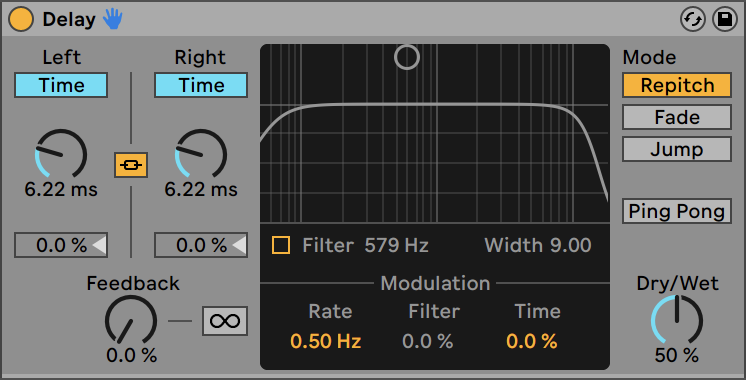 Delay
Left Right Mode
Time Time Repitch
Fade
Jump
6.22 ms 6.22 ms
Ping Pong
0.0 % 0.0 % Filter 579 Hz Width 9.00
Feedback Modulation Dry/Wet
Rate Filter Time
0.50 Hz 0.0 % 0.0 %
0.0 % 50 %